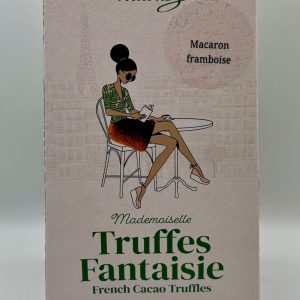 Macaron
framboise
Mademoiselle
Truffes
Fantaisie
French Cacao Truffles